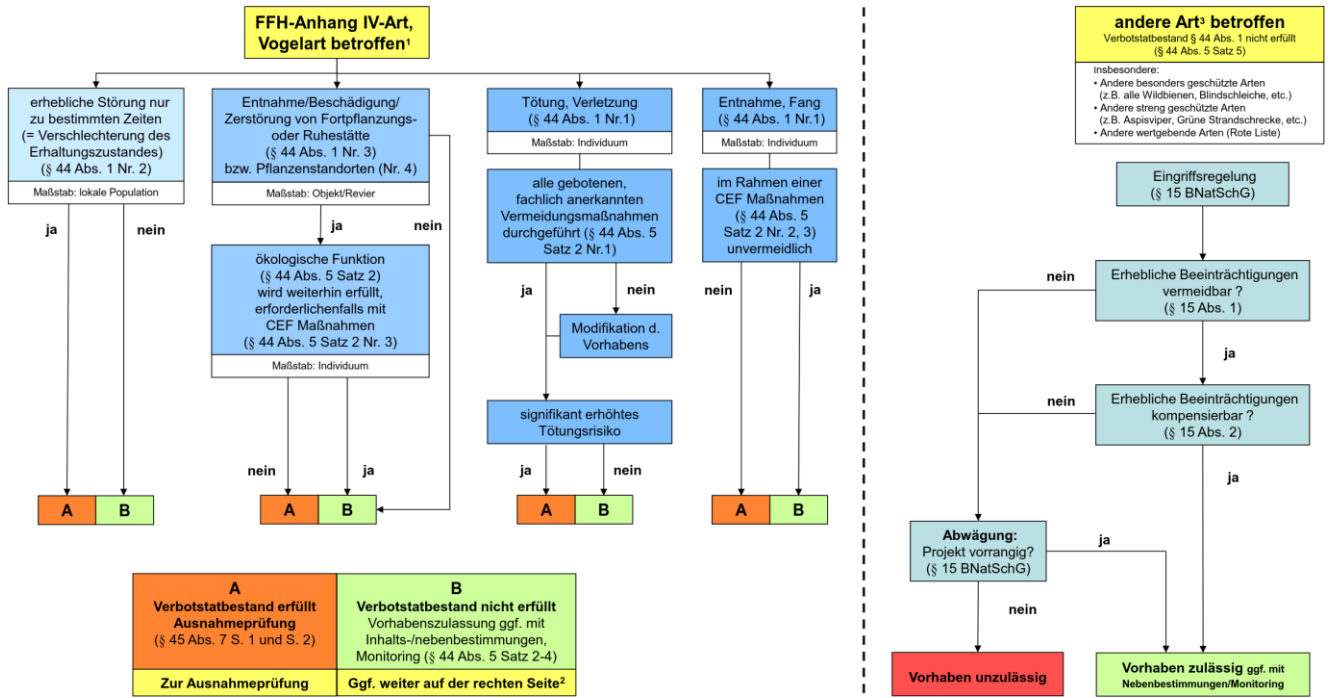 FFH-Anhang IV-Art,
Vogelart betroffen¹
erhebliche Störung nur
zu bestimmten Zeiten
(= Verschlechterung des
Erhaltungszustandes)
(§ 44 Abs. 1 Nr. 2)
Maßstab: lokale Population
ja
nein
A
B
Entnahme/Beschädigung/
Zerstörung von Fortpflanzungs-
oder Ruhestätte
(§ 44 Abs. 1 Nr. 3)
bzw. Pflanzenstandorten (Nr. 4)
Maßstab: Objekt/Revier
ja
nein
ökologische Funktion
(§ 44 Abs. 5 Satz 2)
wird weiterhin erfüllt,
erforderlichenfalls mit
CEF Maßnahmen
(§ 44 Abs. 5 Satz 2 Nr. 3)
Maßstab: Individuum
nein
ja
A
B
Tötung, Verletzung
(§ 44 Abs. 1 Nr.1)
Maßstab: Individuum
alle gebotenen,
fachlich anerkannten
Vermeidungsmaßnahmen
durchgeführt (§ 44 Abs. 5
Satz 2 Nr.1)
ja
nein
Modifikation d.
Vorhabens
signifikant erhöhtes
Tötungsrisiko
ja
nein
A
B
Entnahme, Fang
(§ 44 Abs. 1 Nr.1)
Maßstab: Individuum
im Rahmen einer
CEF Maßnahmen
(§ 44 Abs. 5
Satz 2 Nr. 2, 3)
unvermeidlich
nein
ja
A
B
A
Verbotstatbestand erfüllt
Ausnahmeprüfung
(§ 45 Abs. 7 S. 1 und S. 2)
Zur Ausnahmeprüfung
B
Verbotstatbestand nicht erfüllt
Vorhabenszulassung ggf. mit
Inhalts-/nebenbestimmungen,
Monitoring (§ 44 Abs. 5 Satz 2-4)
Ggf. weiter auf der rechten Seite²
andere Art³ betroffen
Verbotstatbestand § 44 Abs. 1 nicht erfüllt
(§ 44 Abs. 5 Satz 5)
Insbesondere:
• Andere besonders geschützte Arten
(z.B. alle Wildbienen, Blindschleiche, etc.)
• Andere streng geschützte Arten
(z.B. Aspisviper, Grüne Strandschrecke, etc.)
• Andere wertgebende Arten (Rote Liste)
Eingriffsregelung
(§ 15 BNatSchG)
nein
Erhebliche Beeinträchtigungen
vermeidbar ?
(§ 15 Abs. 1)
ja
nein
Erhebliche Beeinträchtigungen
kompensierbar ?
(§ 15 Abs. 2)
ja
Abwägung:
Projekt vorrangig?
(§ 15 BNatSchG)
ja
nein
Vorhaben unzulässig
Vorhaben zulässig ggf. mit
Nebenbestimmungen/Monitoring